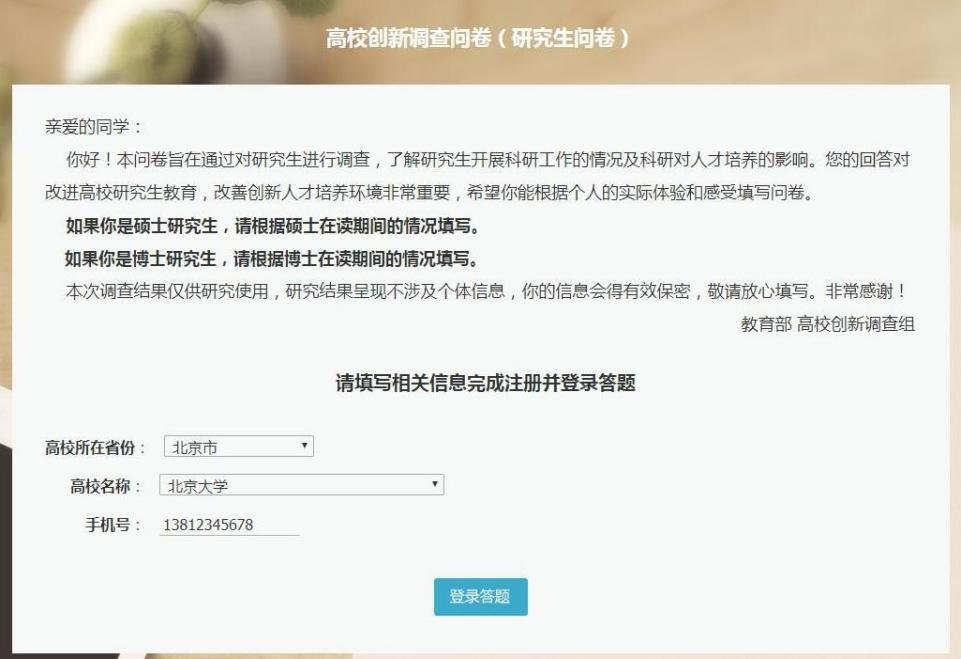 高校创新调查问卷（研究生问卷）
亲爱的同学：
你好！本问卷旨在通过对研究生进行调查，了解研究生开展科研工作的情况及科研对人才培养的影响。您的回答对
改进高校研究生教育，改善创新人才培养环境非常重要，希望你能根据个人的实际体验和感受填写问卷。
如果你是硕士研究生，请根据硕士在读期间的情况填写。
如果你是博士研究生，请根据博士在读期间的情况填写。
本次调查结果仅供研究使用，研究结果呈现不涉及个体信息，你的信息会得有效保密，敬请放心填写。非常感谢！
教育部 高校创新调查组
请填写相关信息完成注册并登录答题
高校所在省份： 北京市
高校名称： 北京大学
手机号： 13812345678
登录答题